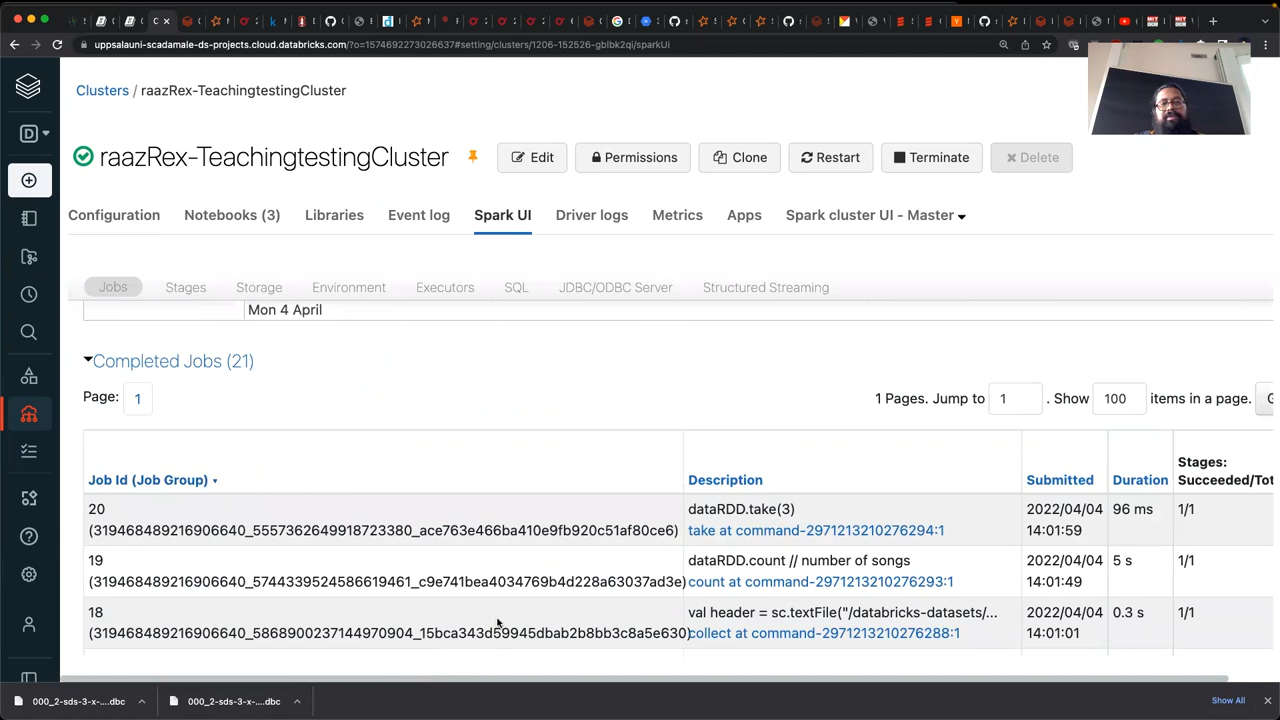 uppsalauni-scadamale-ds-projects.cloud.databricks.com/?o=1574692273026637#setting/clusters/1206-152526-gblbk2qi/sparkUi
Clusters / raazRex-TeachingtestingCluster
raazRex-TeachingtestingCluster
Edit
Permissions
Clone
Restart
Terminate
Delete
Configuration
Notebooks (3)
Libraries
Event log
Spark UI
Driver logs
Metrics
Apps
Spark cluster UI - Master
Jobs
Stages
Storage
Environment
Executors
SQL
JDBC/ODBC Server
Structured Streaming
Mon 4 April
Completed Jobs (21)
Page: 1
1 Pages. Jump to 1 . Show 100 items in a page.
Job Id (Job Group)
Description
Submitted
Duration
Stages:
Succeeded/Tot
20
(319468489216906640_5557362649918723380_ace763e466ba410e9fb920c51af80ce6)
dataRDD.take(3)
take at command-2971213210276294:1
2022/04/04
14:01:59
96 ms
1/1
19
(319468489216906640_5744339524586619461_c9e741bea4034769b4d228a63037ad3e)
dataRDD.count // number of songs
count at command-2971213210276293:1
2022/04/04
14:01:49
5 s
1/1
18
(319468489216906640_5868900237144970904_15bca343d59945dbab2b8bb3c8a5e630)
val header = sc.textFile("/databricks-datasets/...
collect at command-2971213210276288:1
2022/04/04
14:01:01
0.3 s
1/1
000_2-sds-3-x-....dbc
000_2-sds-3-x-....dbc
Show All